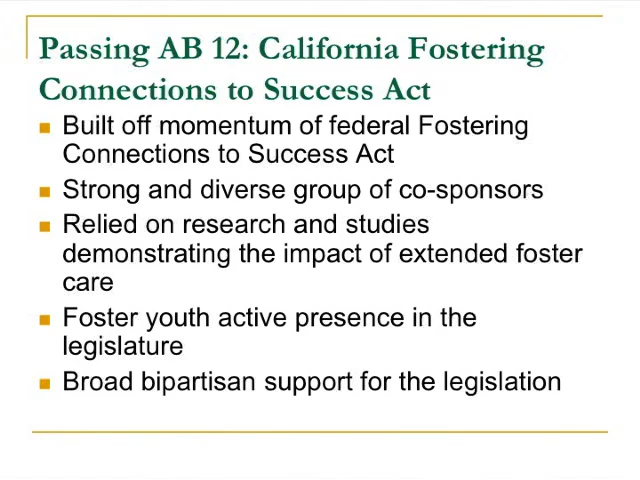 Passing AB 12: California Fostering
Connections to Success Act
Built off momentum of federal Fostering
Connections to Success Act
Strong and diverse group of co-sponsors
Relied on research and studies
demonstrating the impact of extended foster
care
Foster youth active presence in the
legislature
Broad bipartisan support for the legislation